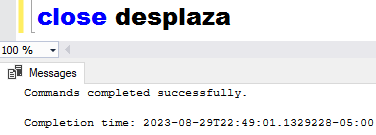 close desplaza
100 %
Messages
Commands completed successfully.
Completion time: 2023-08-29T22:49:01.1329228-05:00